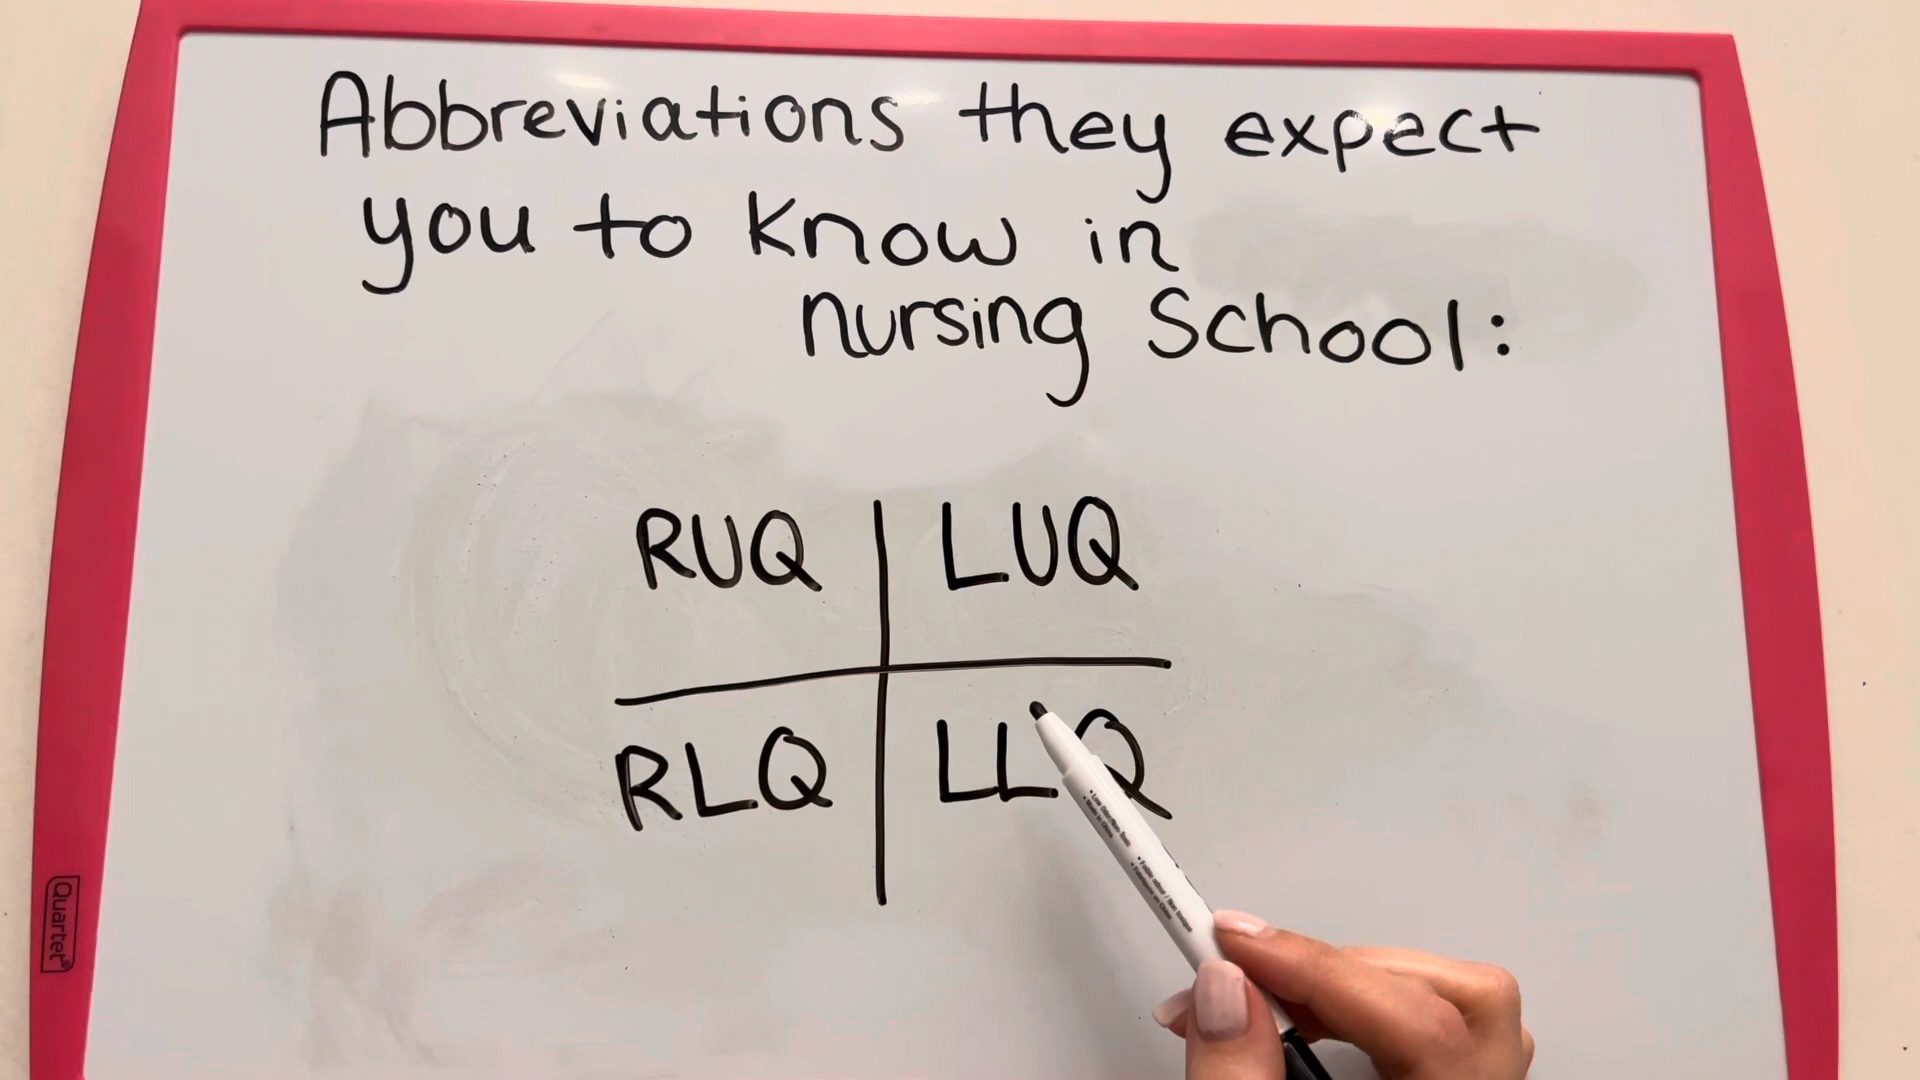 Abbreviations they expect
you to know in
nursing School:
RUQ LUQ
RLQ LLQ
Quartet